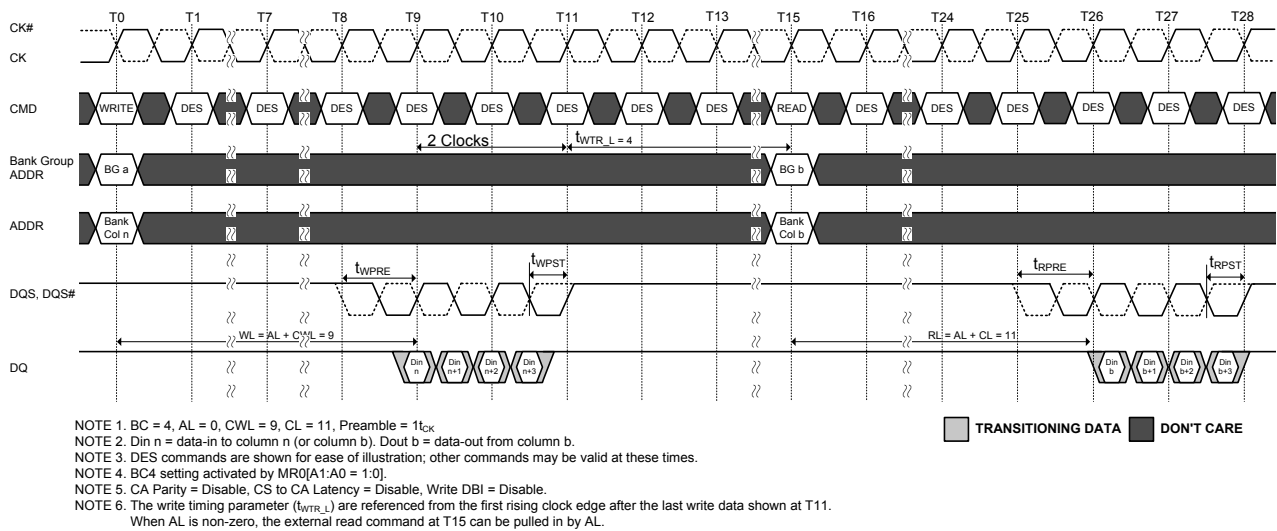 T0 T1 T7 T8 T9 T10 T11 T12 T13 T15 T16 T24 T25 T26 T27 T28
CK#
CK
CMD WRITE DES DES DES DES DES DES DES DES READ DES DES DES DES DES DES
2 Clocks tWTR_L = 4
Bank Group
ADDR
BG a BG b
ADDR
Bank
Col n
Bank
Col b
tWPRE tWPST tRPRE tRPST
DQS, DQS#
WL = AL + CWL = 9 RL = AL + CL = 11
DQ
Din
n
Din
n+1
Din
n+2
Din
n+3
Din
b
Din
b+1
Din
b+2
Din
b+3
NOTE 1. BC = 4, AL = 0, CWL = 9, CL = 11, Preamble = 1tCK
NOTE 2. Din n = data-in to column n (or column b). Dout b = data-out from column b.
NOTE 3. DES commands are shown for ease of illustration; other commands may be valid at these times.
NOTE 4. BC4 setting activated by MR0[A1:A0 = 1:0].
NOTE 5. CA Parity = Disable, CS to CA Latency = Disable, Write DBI = Disable.
NOTE 6. The write timing parameter (tWTR_L) are referenced from the first rising clock edge after the last write data shown at T11.
When AL is non-zero, the external read command at T15 can be pulled in by AL.
TRANSITIONING DATA DON'T CARE